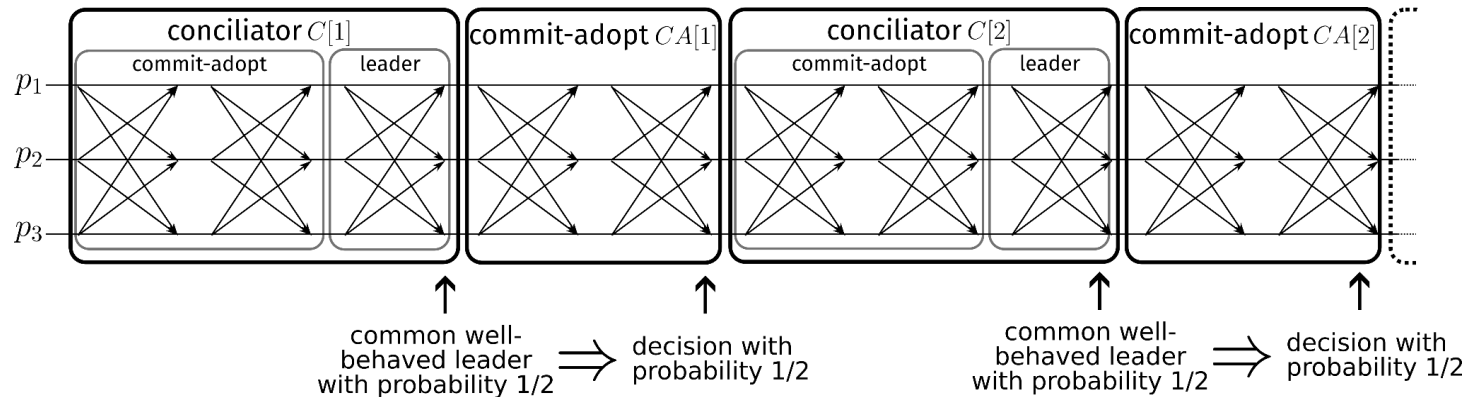 conciliator C[1]
commit-adopt CA[1]
conciliator C[2]
commit-adopt CA[2]
commit-adopt
leader
commit-adopt
leader
p1
p2
p3
common well-
behaved leader
with probability 1/2
decision with
probability 1/2
common well-
behaved leader
with probability 1/2
decision with
probability 1/2